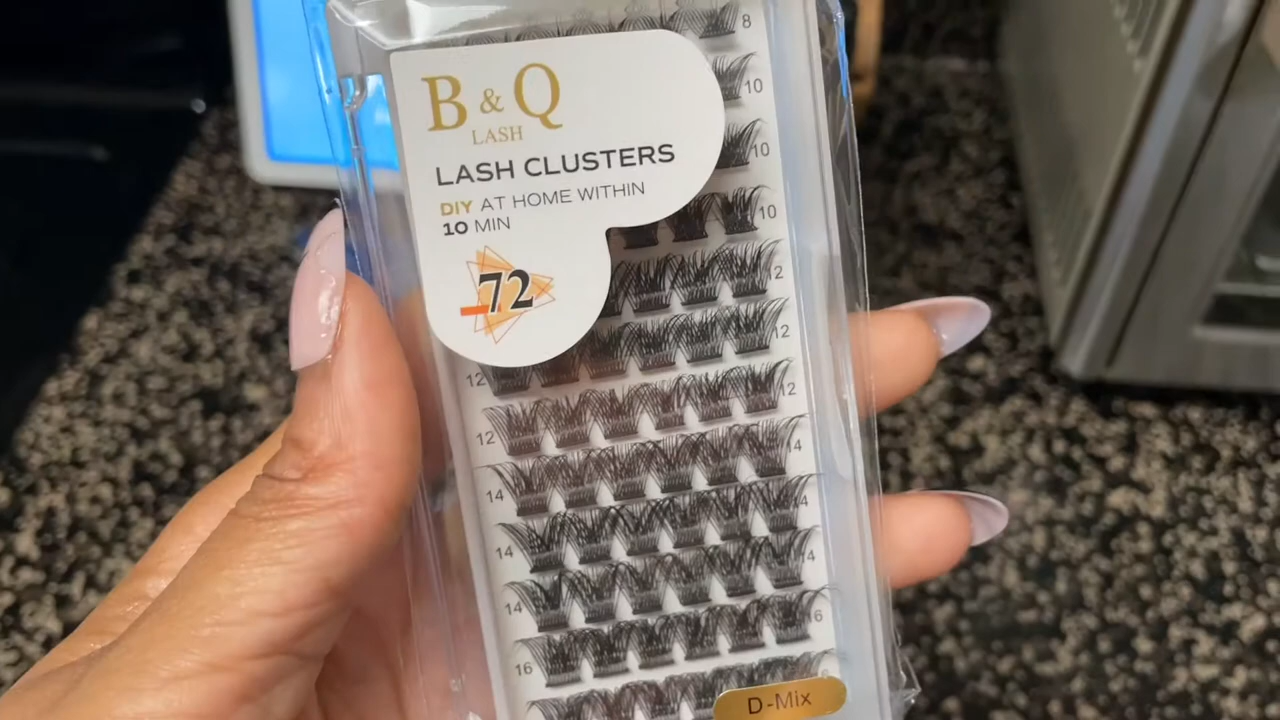 B & Q
LASH
LASH CLUSTERS
DIY AT HOME WITHIN
10 MIN
72
8
10
10
10
12
12
12 12
12 14
14 14
14 14
14 16
16
D-Mix